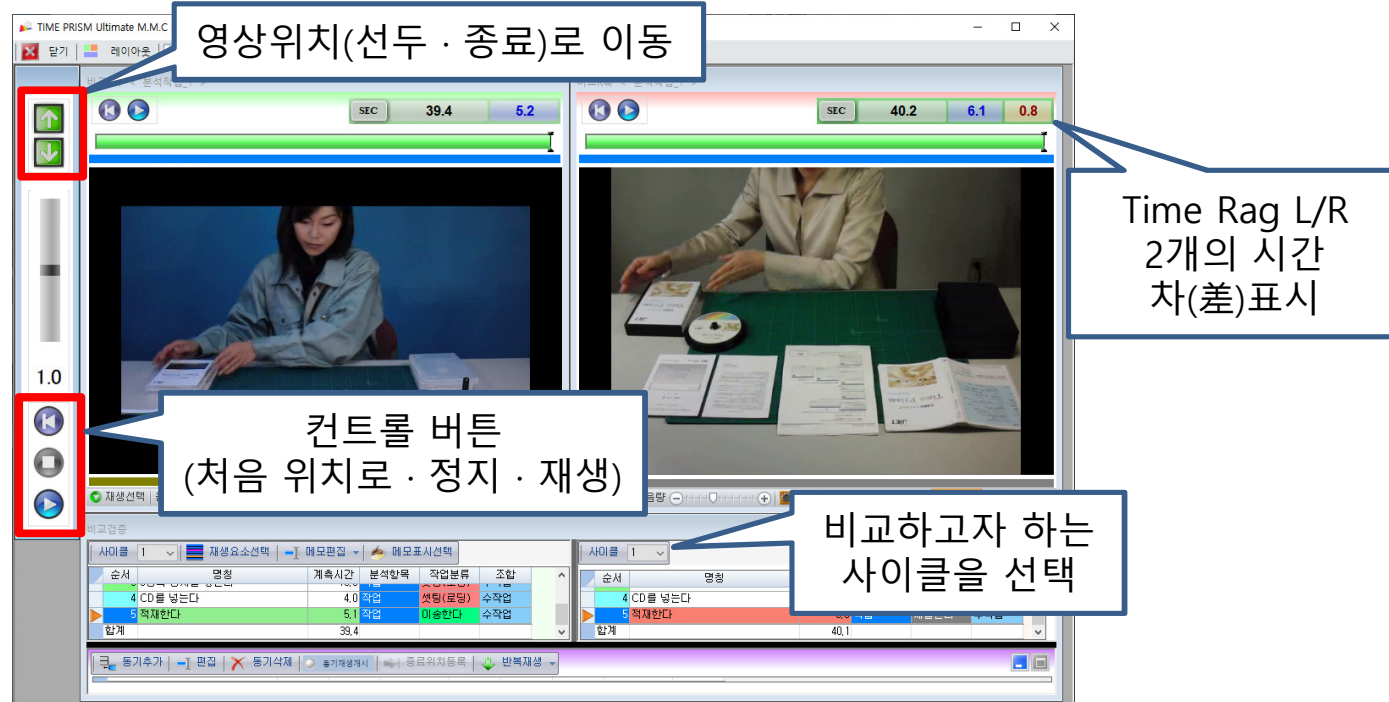 TIME PRISM Ultimate M.M.C
닫기 레이아웃
영상위치(선두 · 종료)로 이동
SEC 39.4 5.2
SEC 40.2 6.1 0.8
Time Rag L/R
2개의 시간
차(差)표시
1.0
컨트롤 버튼
(처음 위치로 · 정지 · 재생)
Time Prism
재생선택
음량
비교하고자 하는
사이클을 선택
비교검증
사이클 1 재생요소선택 메모편집 메모표시선택
순서 명칭 계측시간 분석항목 작업분류 조합
4 CD를 넣는다 4,0 작업 셋팅(로딩) 수작업
5 적재한다 5,1 작업 이송한다 수작업
합계 39,4
사이클 1
순서 명칭
4 CD를 넣는다
5 적재한다
합계 40,1
동기추가 편집 동기삭제 동기재생개시 종료위치등록 반복재생